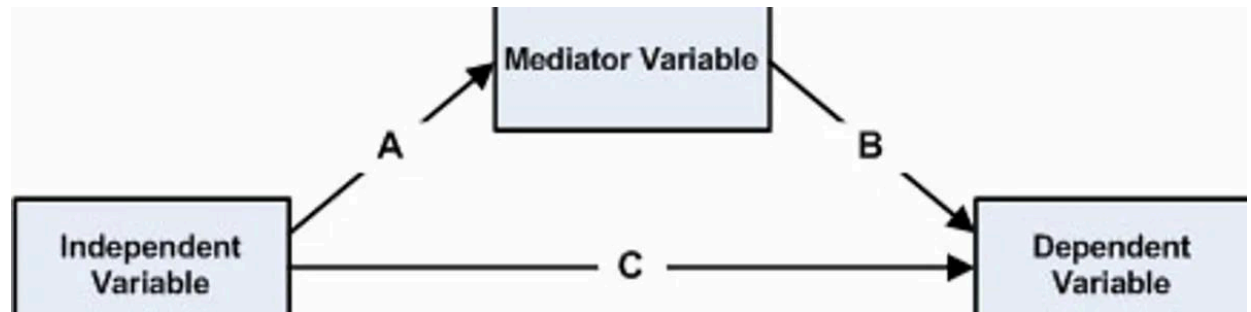 Mediator Variable
A
B
Independent
Variable
C
Dependent
Variable